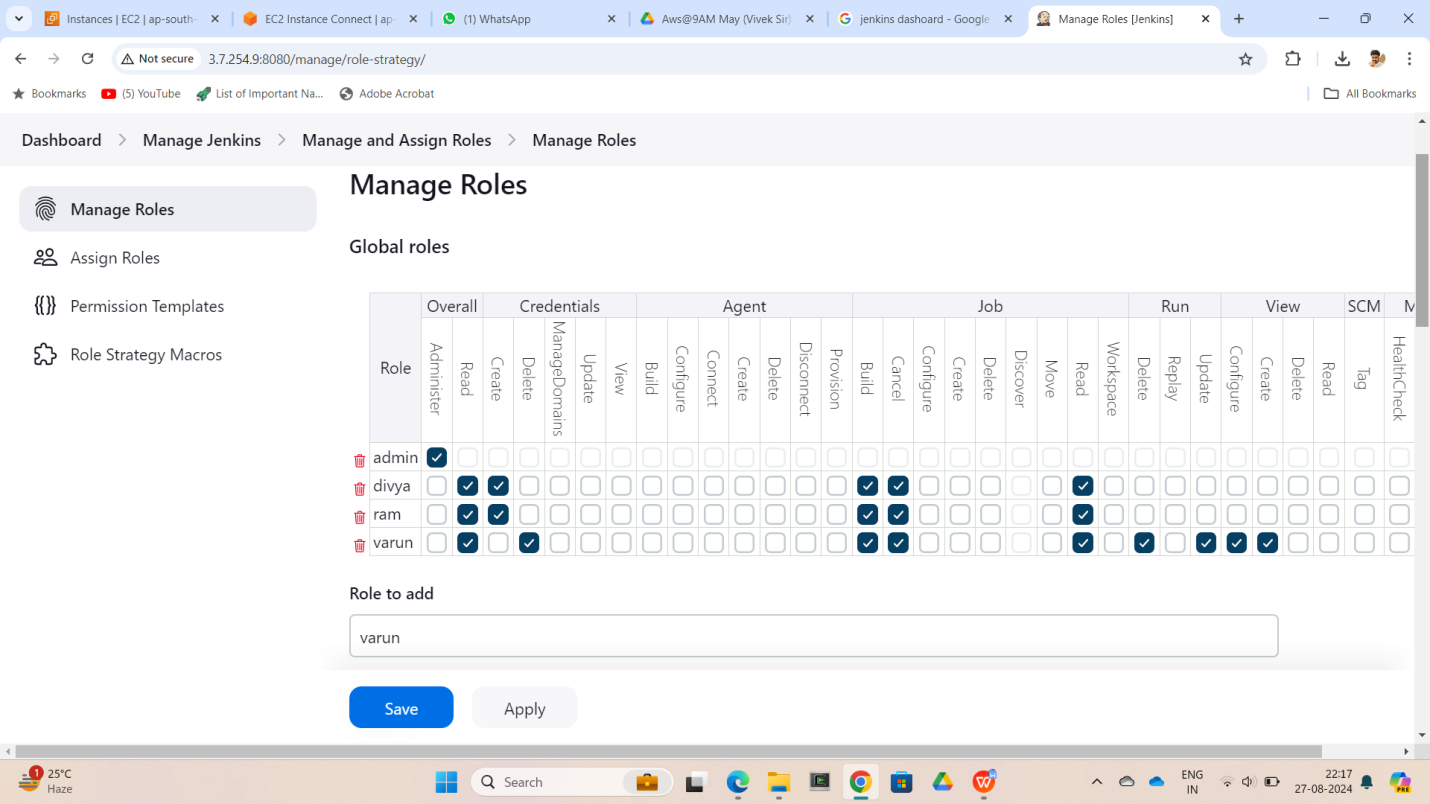 Instances | EC2 | ap-south-
EC2 Instance Connect | ap-
(1) WhatsApp
Aws@9AM May (Vivek Sir)
jenkins dashoard - Google
Manage Roles [Jenkins]
Not secure
3.7.254.9:8080/manage/role-strategy/
Bookmarks
(5) YouTube
List of Important Na...
Adobe Acrobat
All Bookmarks
Dashboard
Manage Jenkins
Manage and Assign Roles
Manage Roles
Manage Roles
Assign Roles
Permission Templates
Role Strategy Macros
Manage Roles
Global roles
Role
Overall
Credentials
Agent
Job
Run
View
SCM
M
Administer
Read
Create
Delete
ManageDomains
Update
View
Build
Configure
Connect
Create
Delete
Disconnect
Provision
Build
Cancel
Configure
Create
Delete
Discover
Move
Read
Workspace
Delete
Replay
Update
Configure
Create
Delete
Read
Tag
HealthCheck
admin
divya
ram
varun
Role to add
varun
Save
Apply
1
25°C
Haze
Search
ENG
IN
22:17
27-08-2024
PRE